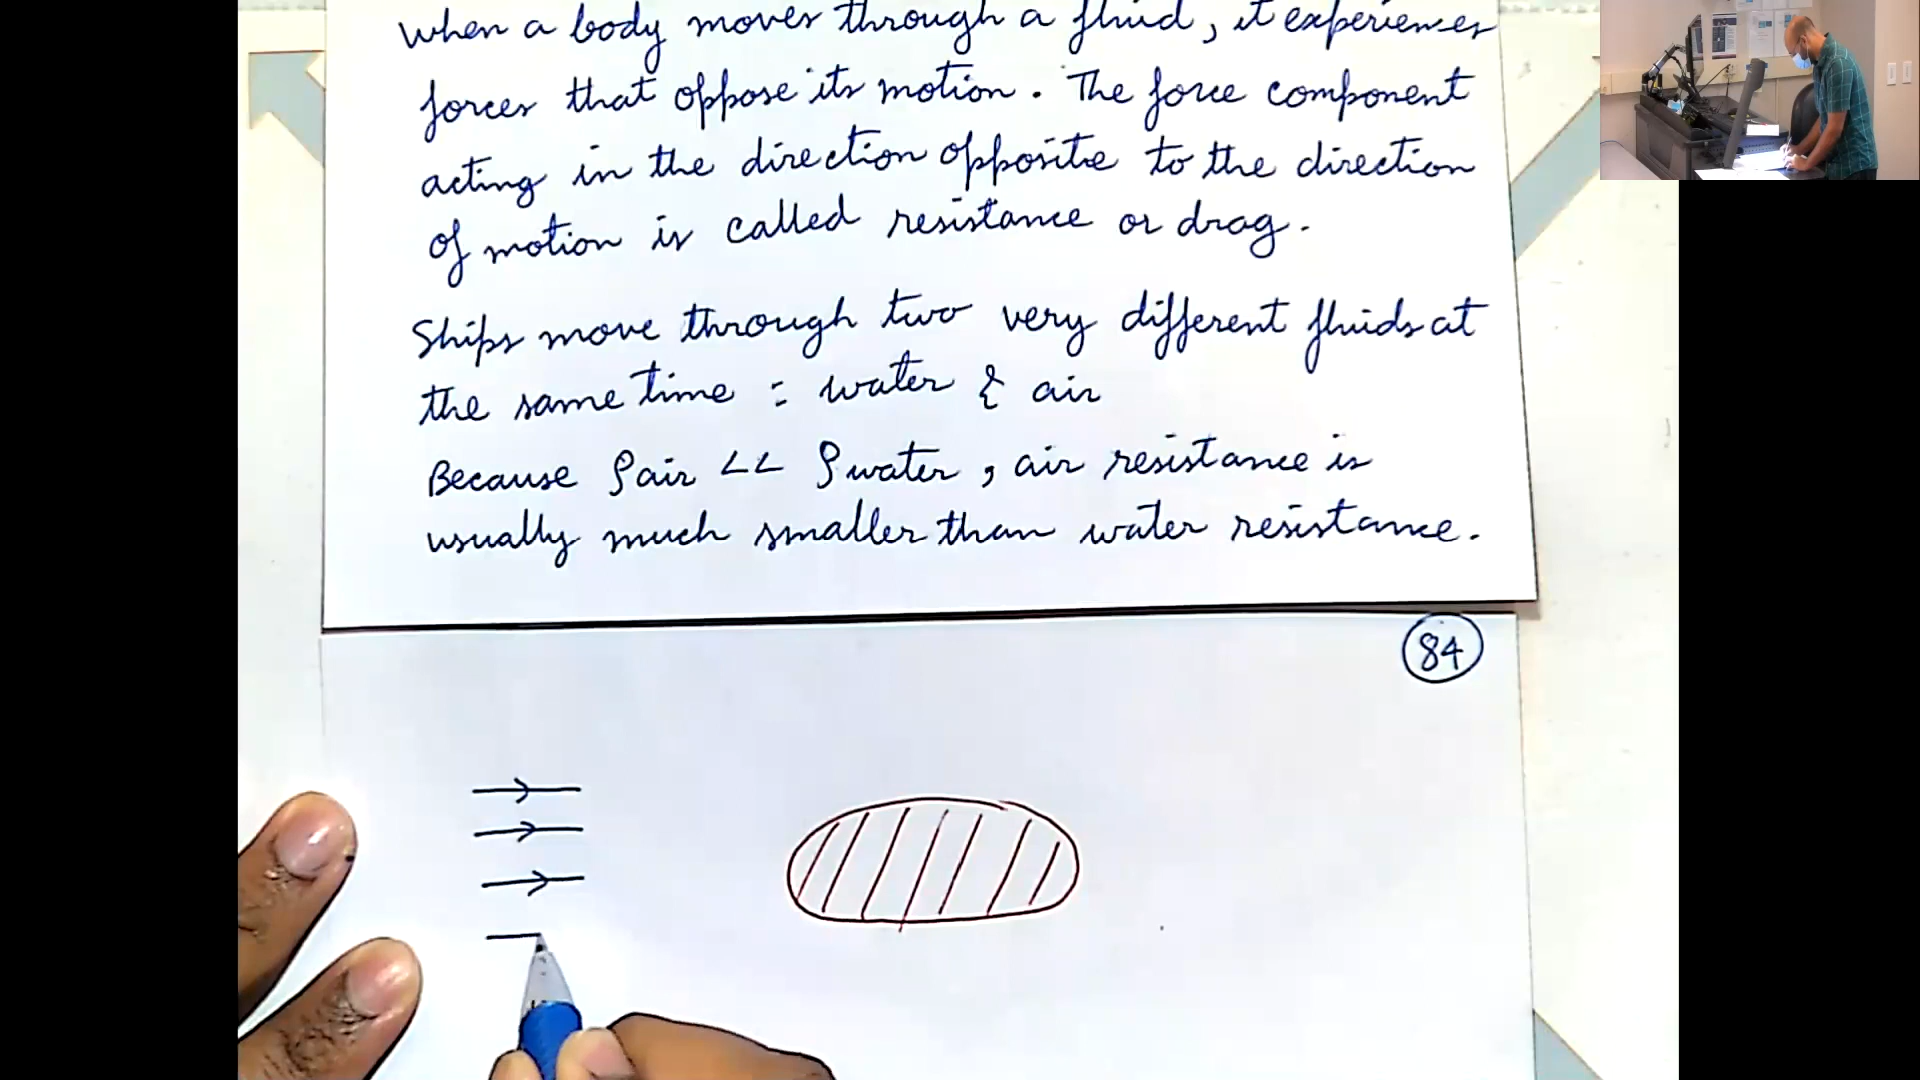 When a body moves through a fluid, it experiences
forces that oppose its motion. The force component
acting in the direction opposite to the direction
of motion is called resistance or drag.
Ships move through two very different fluids at
the same time : water & air
Because ρair << ρwater, air resistance is
usually much smaller than water resistance.
84